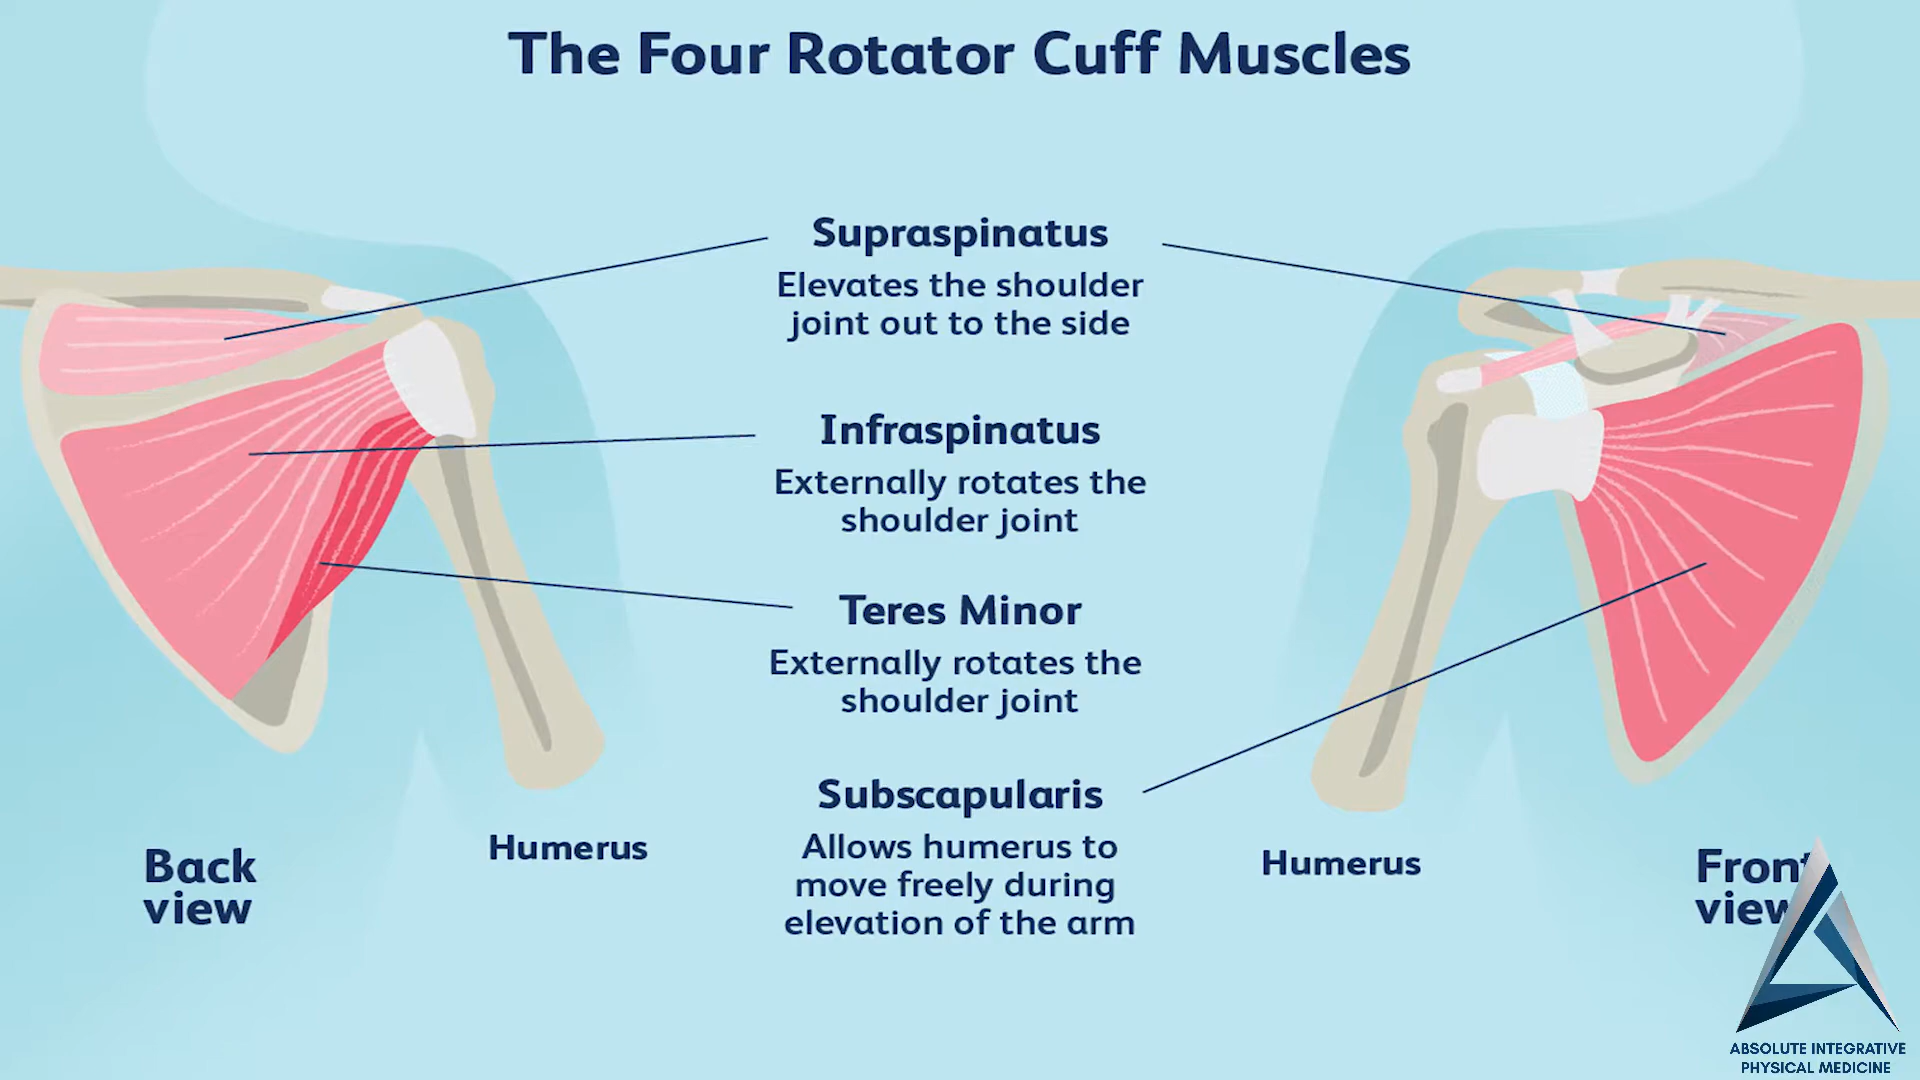 The Four Rotator Cuff Muscles
Supraspinatus
Elevates the shoulder
joint out to the side
Infraspinatus
Externally rotates the
shoulder joint
Teres Minor
Externally rotates the
shoulder joint
Subscapularis
Allows humerus to
move freely during
elevation of the arm
Back
view
Humerus
Humerus
Front
view
ABSOLUTE INTEGRATIVE
PHYSICAL MEDICINE